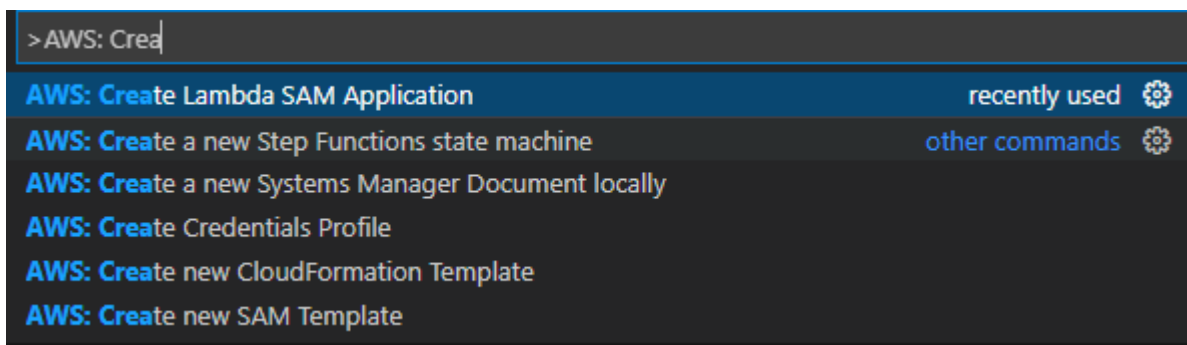 >AWS: Crea
AWS: Create Lambda SAM Application recently used
AWS: Create a new Step Functions state machine other commands
AWS: Create a new Systems Manager Document locally
AWS: Create Credentials Profile
AWS: Create new CloudFormation Template
AWS: Create new SAM Template